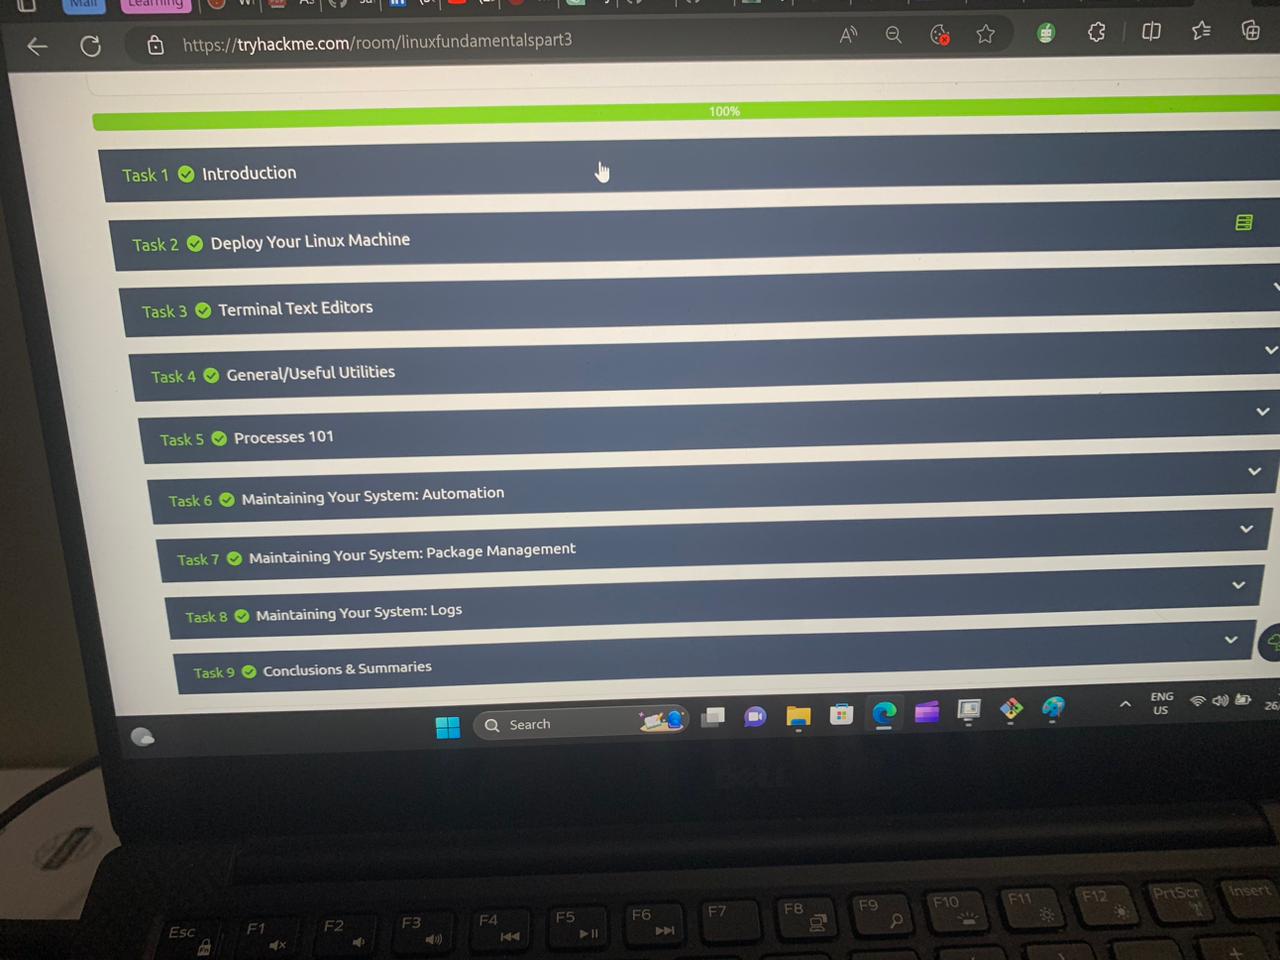 Mail
Learning
https://tryhackme.com/room/linuxfundamentalspart3
100%
Task 1 Introduction
Task 2 Deploy Your Linux Machine
Task 3 Terminal Text Editors
Task 4 General/Useful Utilities
Task 5 Processes 101
Task 6 Maintaining Your System: Automation
Task 7 Maintaining Your System: Package Management
Task 8 Maintaining Your System: Logs
Task 9 Conclusions & Summaries
Search
ENG
US
26/
DELL
Esc F1 F2 F3 F4 F5 F6 F7 F8 F9 F10 F11 F12 PrtScr Insert
Fn